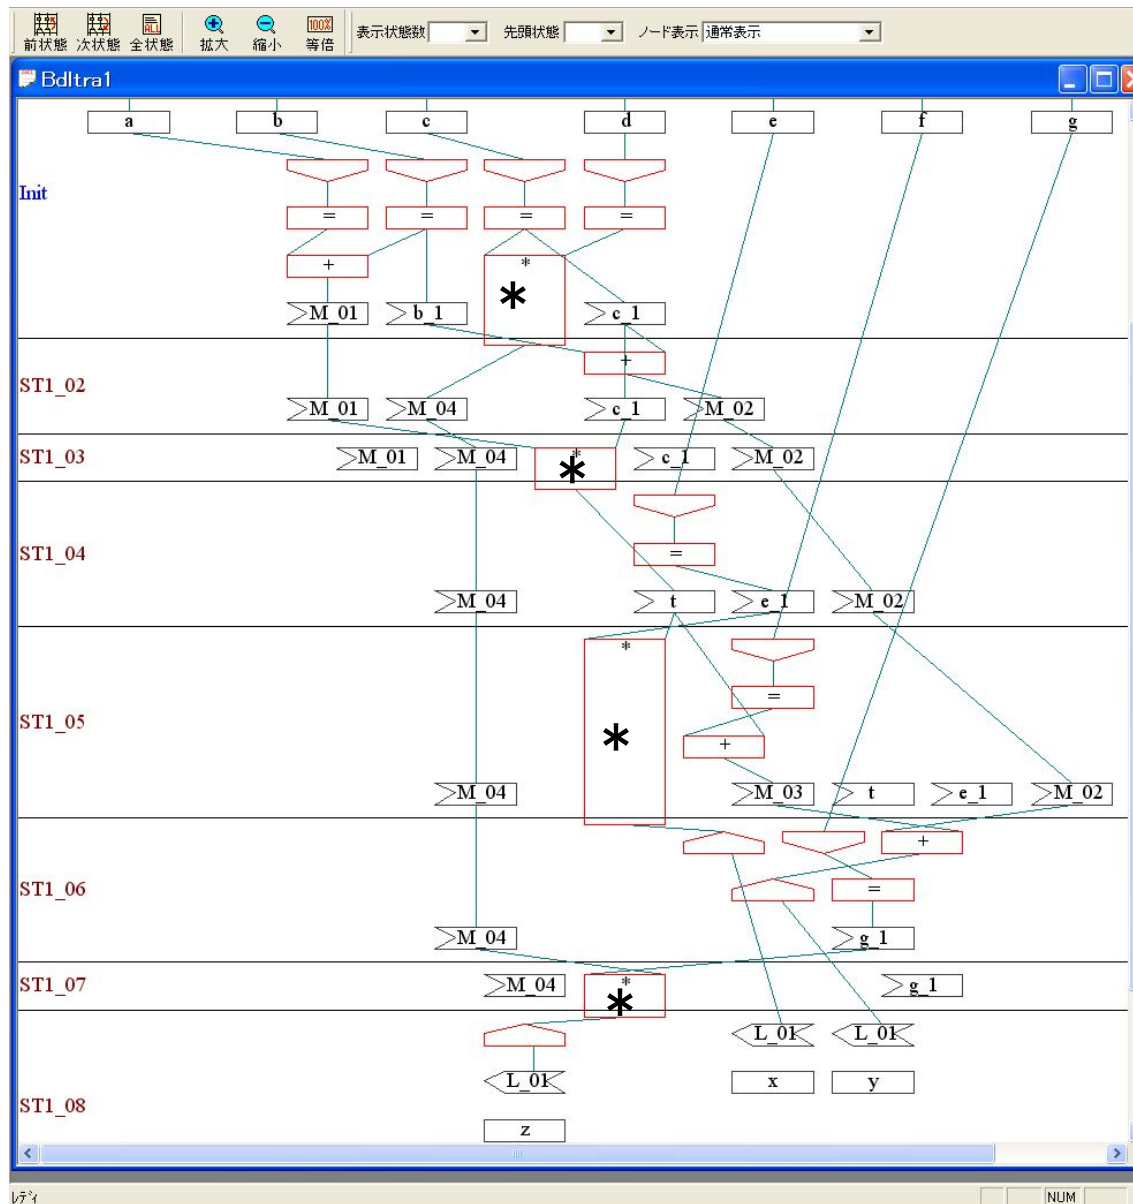 ALL 100%
前状態 次状態 全状態 拡大 縮小 等倍 表示状態数 先頭状態 ノード表示 通常表示
Bdltra1
a b c d e f g
Init
= = = =
+ *
*
M_01 b_1 c_1
+
ST1_02
M_01 M_04 c_1 M_02
ST1_03 M_01 M_04 * c_1 M_02
*
ST1_04 =
M_04 t e_1 M_02
*
=
ST1_05 * +
M_04 M_03 t e_1 M_02
+
ST1_06 =
M_04 g_1
ST1_07 M_04 * g_1
*
L_01 L_01
L_01 x y
ST1_08
z
レディ NUM